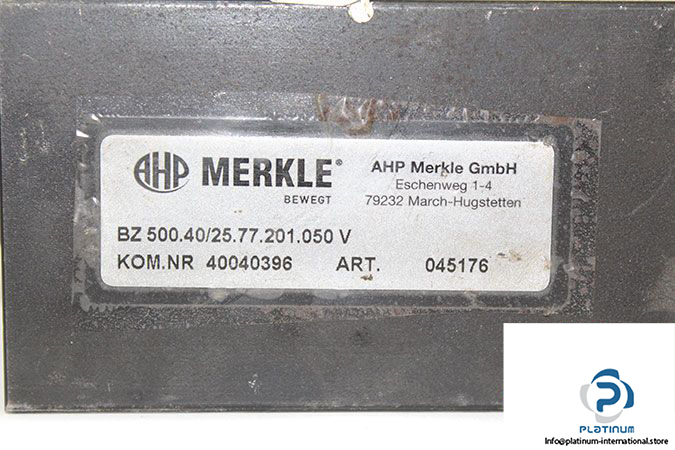 AHP MERKLE®
BEWEGT
AHP Merkle GmbH
Eschenweg 1-4
79232 March-Hugstetten
BZ 500.40/25.77.201.050 V
KOM.NR 40040396 ART. 045176
PLATINUM
info@platinum-international.store